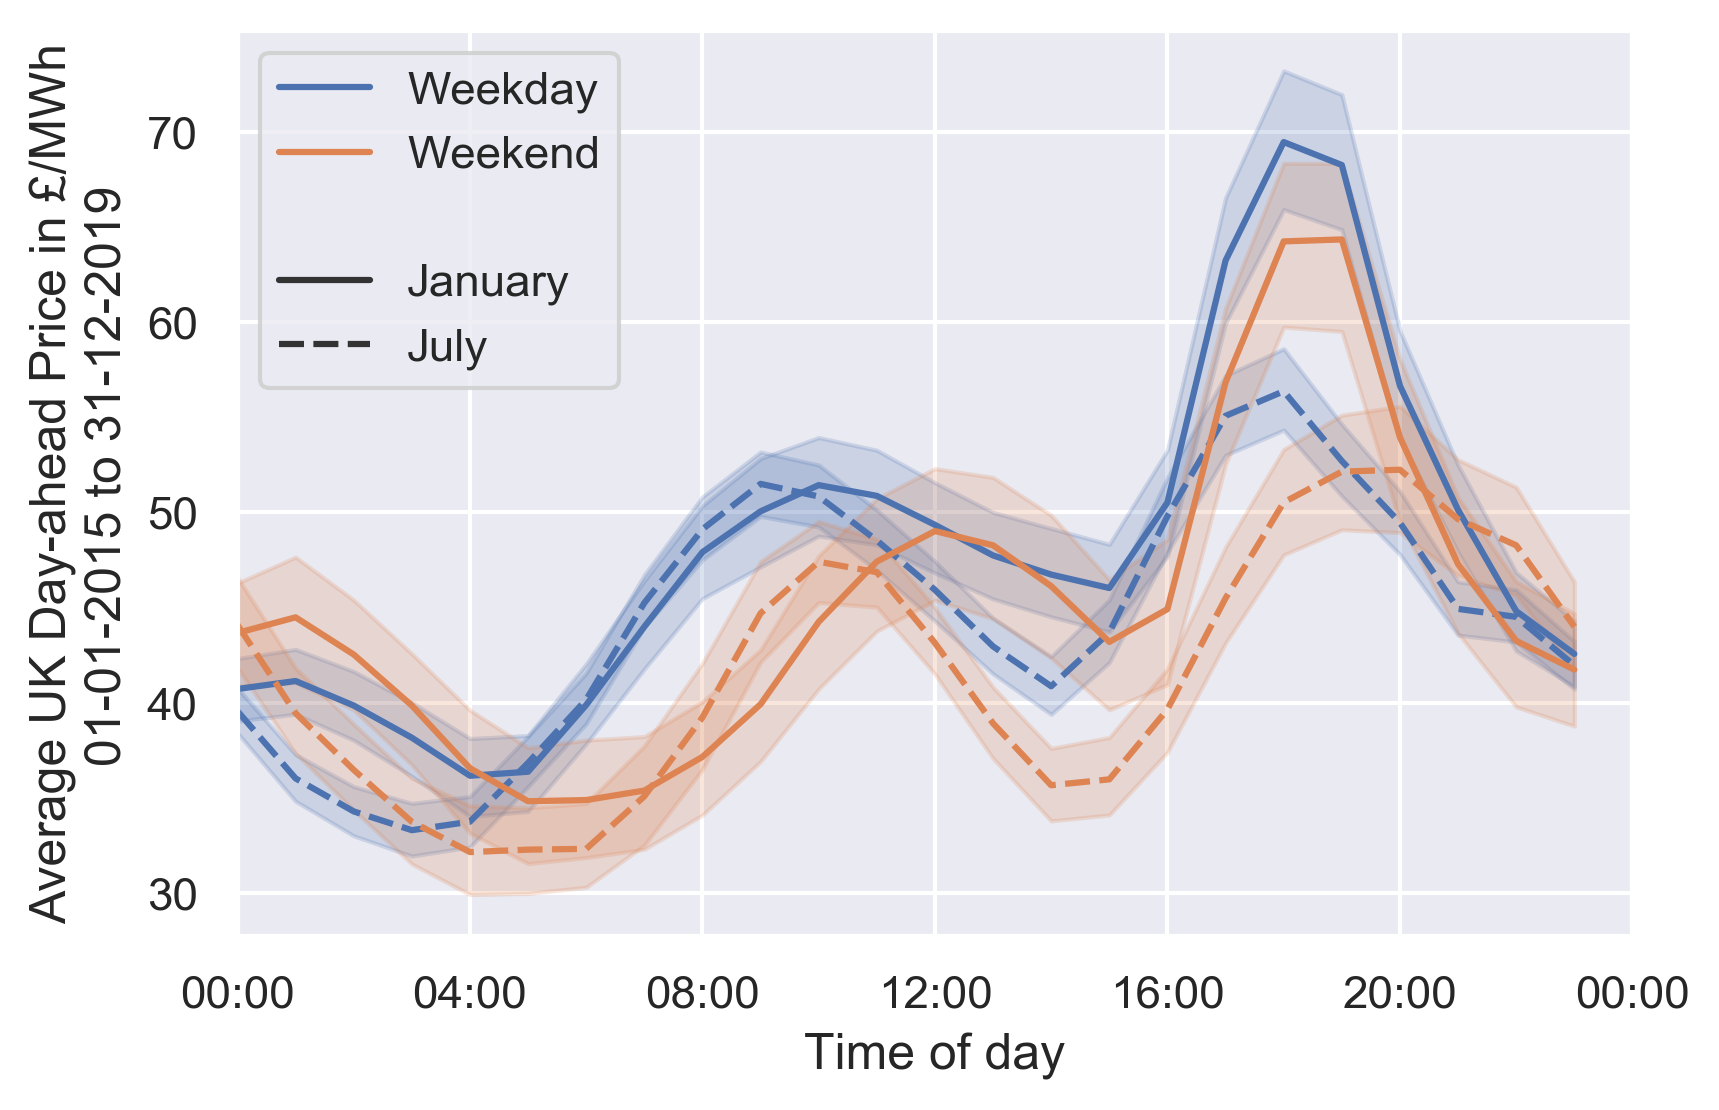 Average UK Day-ahead Price in £/MWh
01-01-2015 to 31-12-2019
70
60
50
40
30
Weekday
Weekend
January
July
00:00
04:00
08:00
12:00
16:00
20:00
00:00
Time of day